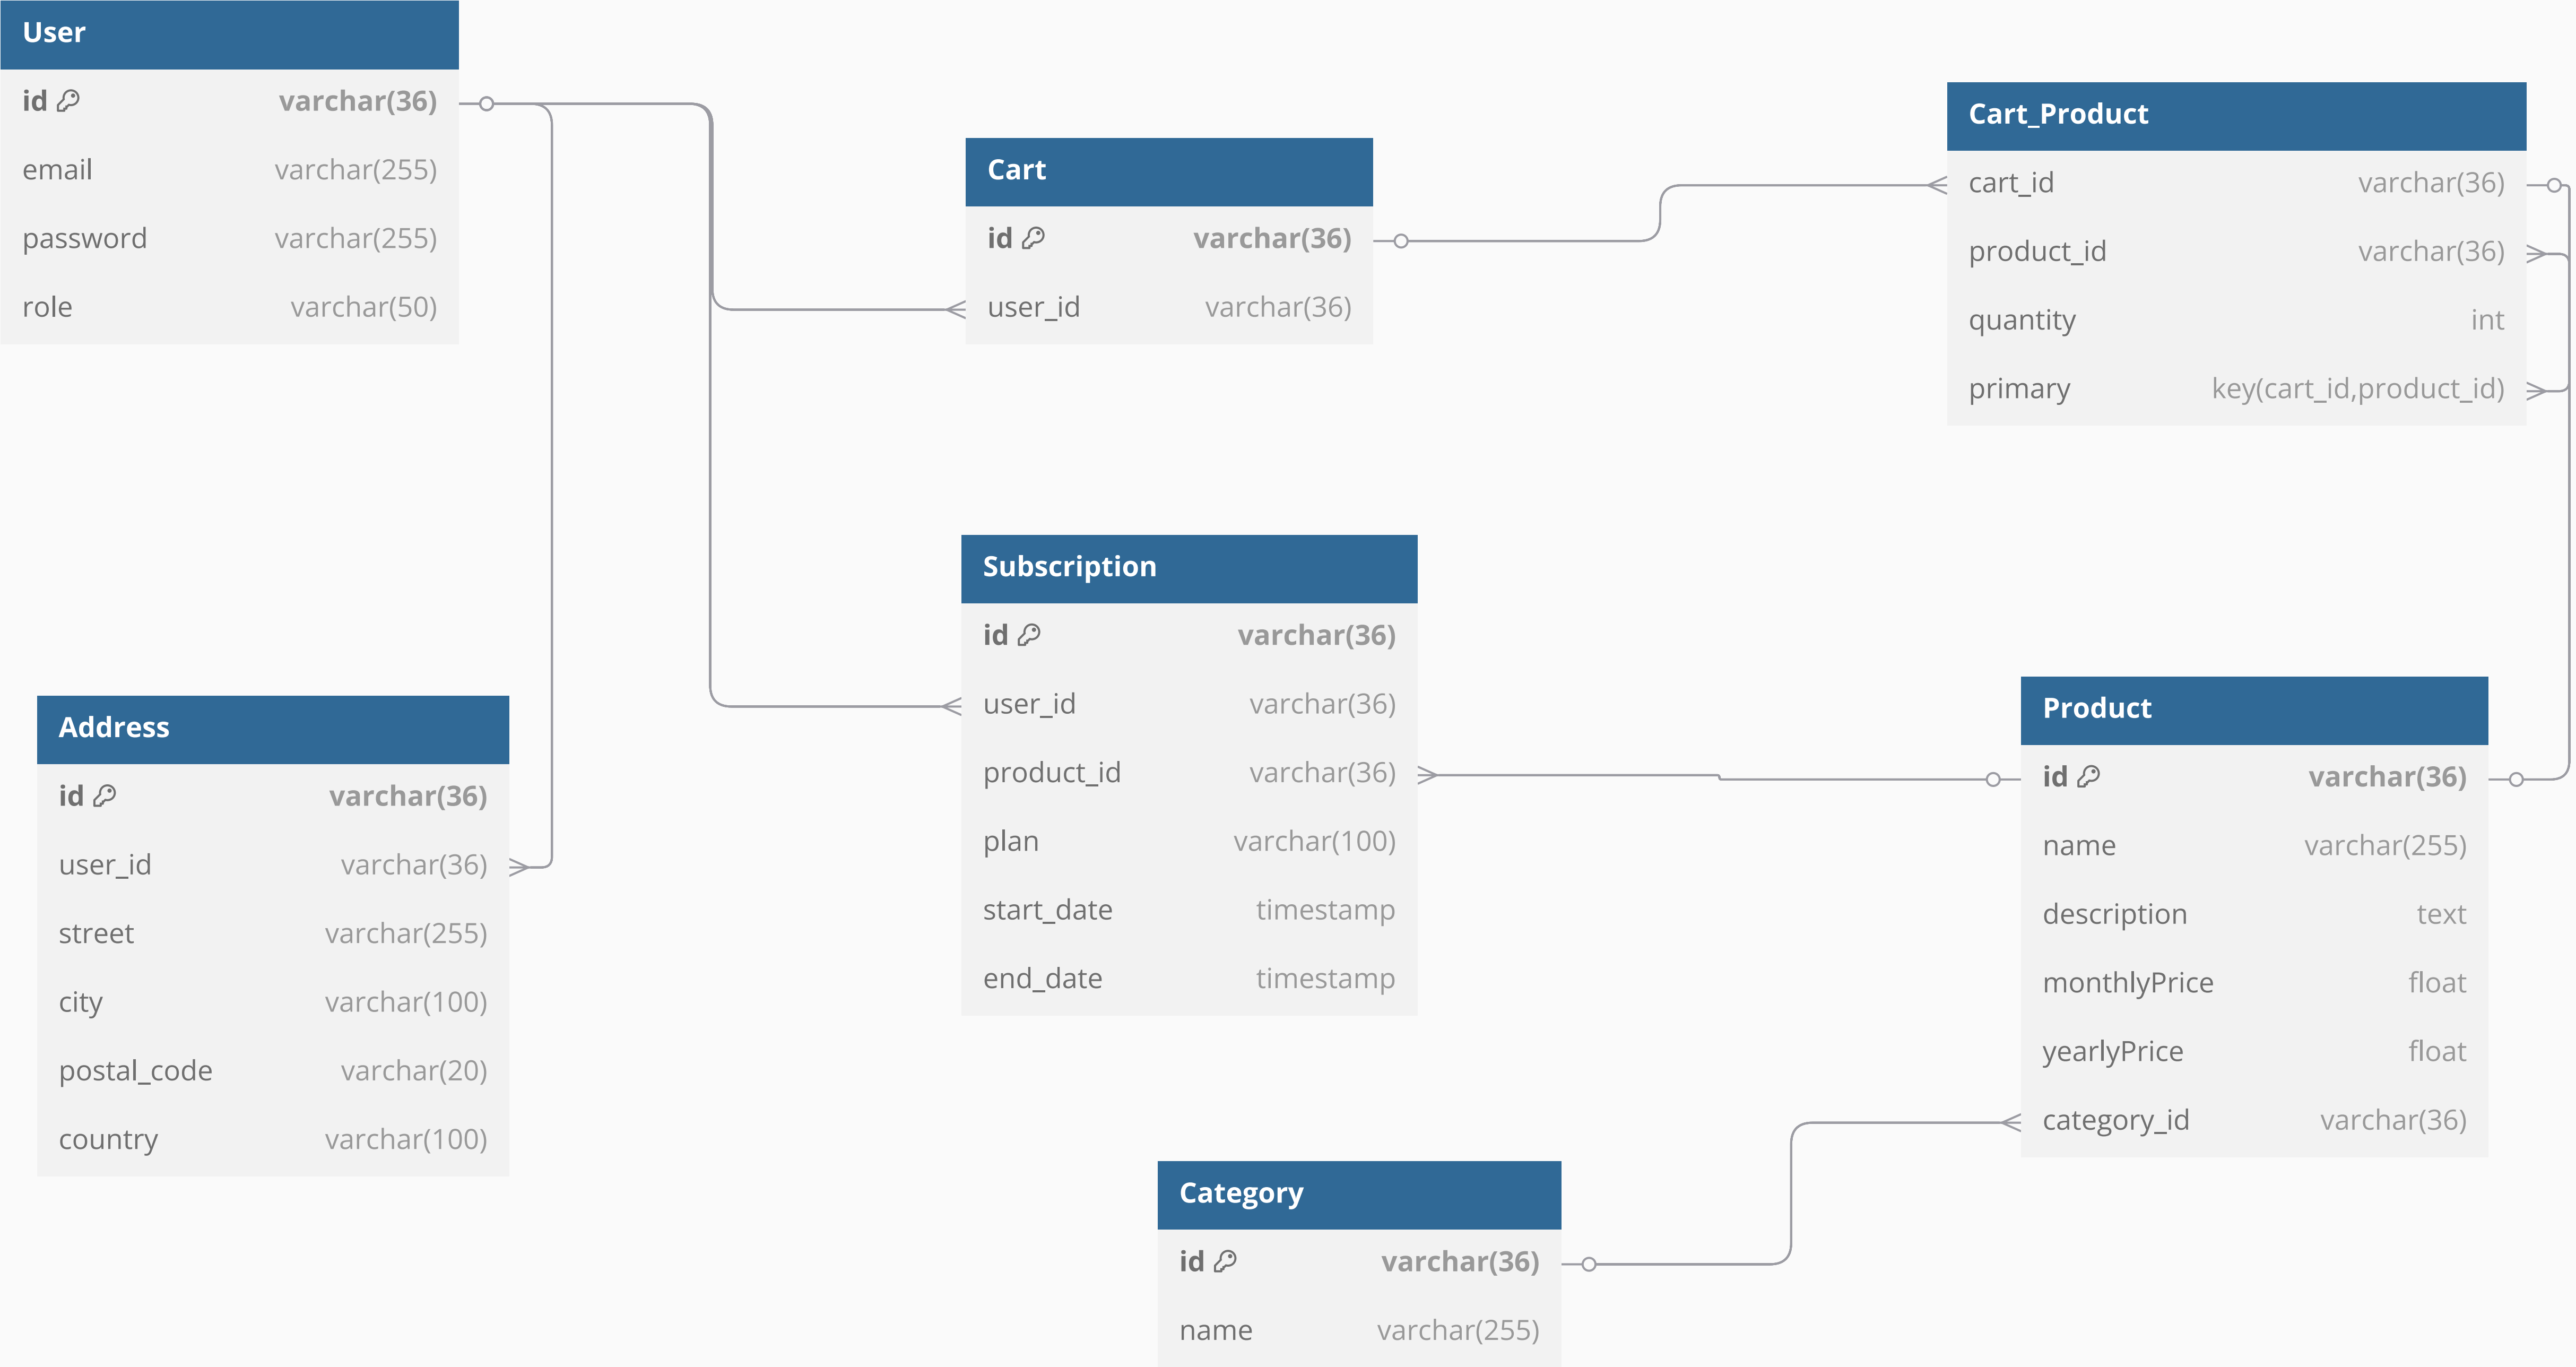 User
id varchar(36)
email varchar(255)
password varchar(255)
role varchar(50)
Cart
id varchar(36)
user_id varchar(36)
Cart_Product
cart_id varchar(36)
product_id varchar(36)
quantity int
primary key(cart_id,product_id)
Subscription
id varchar(36)
user_id varchar(36)
product_id varchar(36)
plan varchar(100)
start_date timestamp
end_date timestamp
Address
id varchar(36)
user_id varchar(36)
street varchar(255)
city varchar(100)
postal_code varchar(20)
country varchar(100)
Product
id varchar(36)
name varchar(255)
description text
monthlyPrice float
yearlyPrice float
category_id varchar(36)
Category
id varchar(36)
name varchar(255)